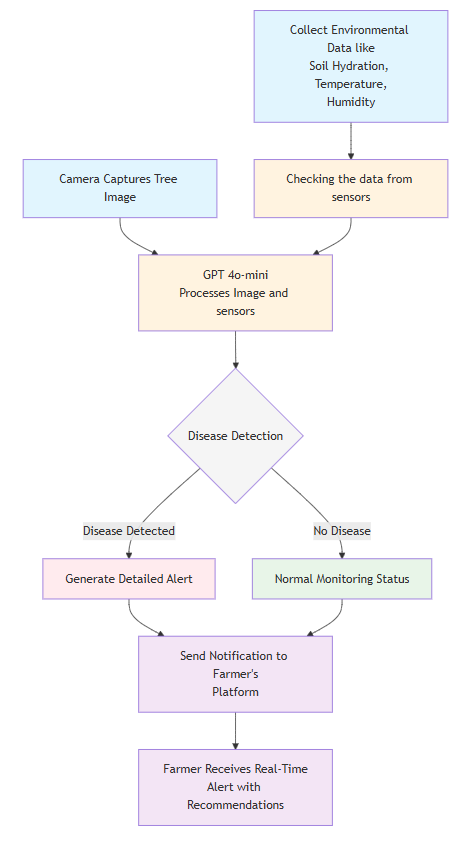 Collect Environmental
Data like
Soil Hydration,
Temperature,
Humidity
Camera Captures Tree
Image
Checking the data from
sensors
GPT 4o-mini
Processes Image and
sensors
Disease Detection
Disease Detected
No Disease
Generate Detailed Alert
Normal Monitoring Status
Send Notification to
Farmer's
Platform
Farmer Receives Real-Time
Alert with
Recommendations